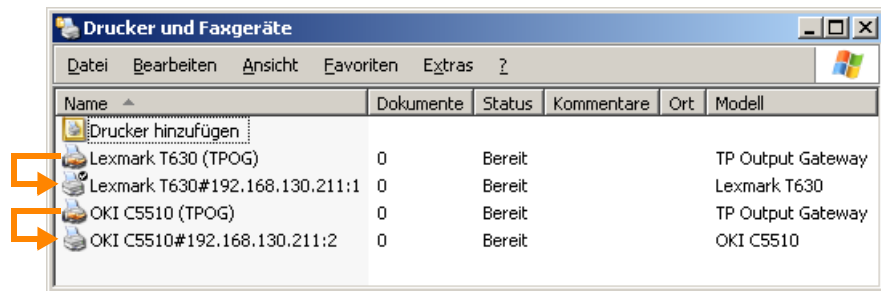 Drucker und Faxgeräte
Datei Bearbeiten Ansicht Favoriten Extras ?
Name Dokumente Status Kommentare Ort Modell
Drucker hinzufügen
Lexmark T630 (TPOG) 0 Bereit TP Output Gateway
Lexmark T630#192.168.130.211:1 0 Bereit Lexmark T630
OKI C5510 (TPOG) 0 Bereit TP Output Gateway
OKI C5510#192.168.130.211:2 0 Bereit OKI C5510